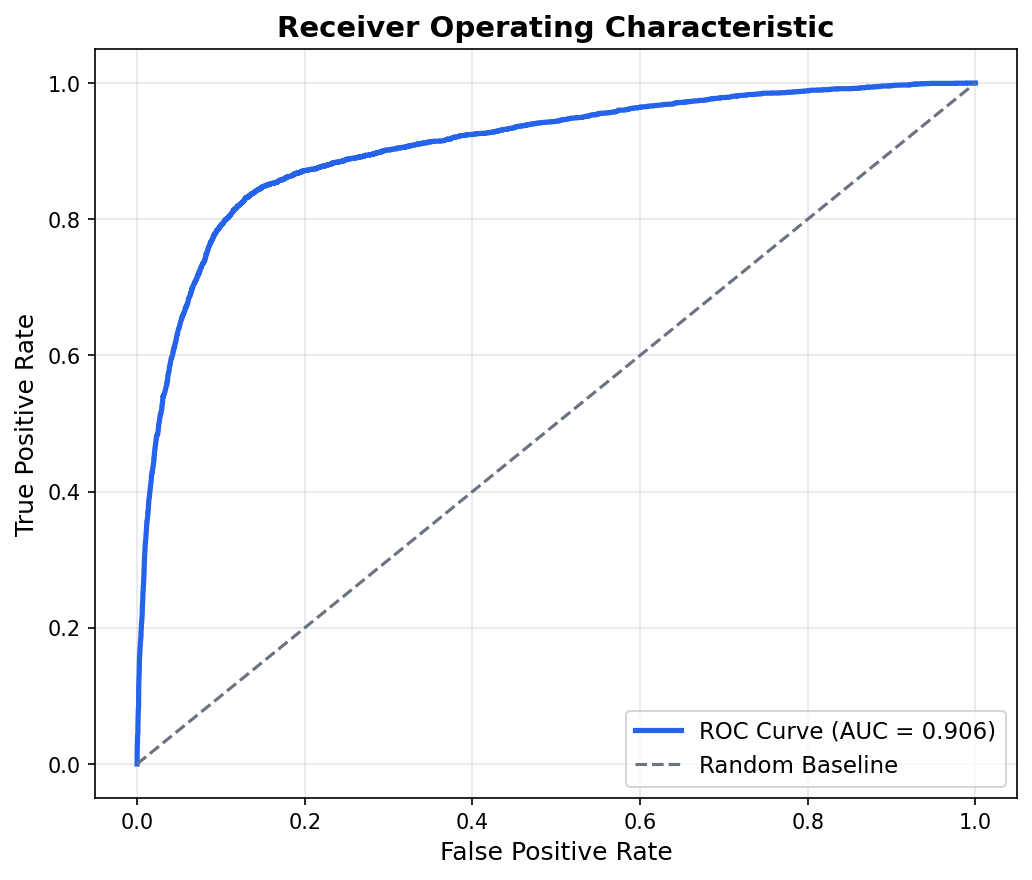 Receiver Operating Characteristic
True Positive Rate
1.0
0.8
0.6
0.4
0.2
0.0
0.0 0.2 0.4 0.6 0.8 1.0
False Positive Rate
ROC Curve (AUC = 0.906)
Random Baseline